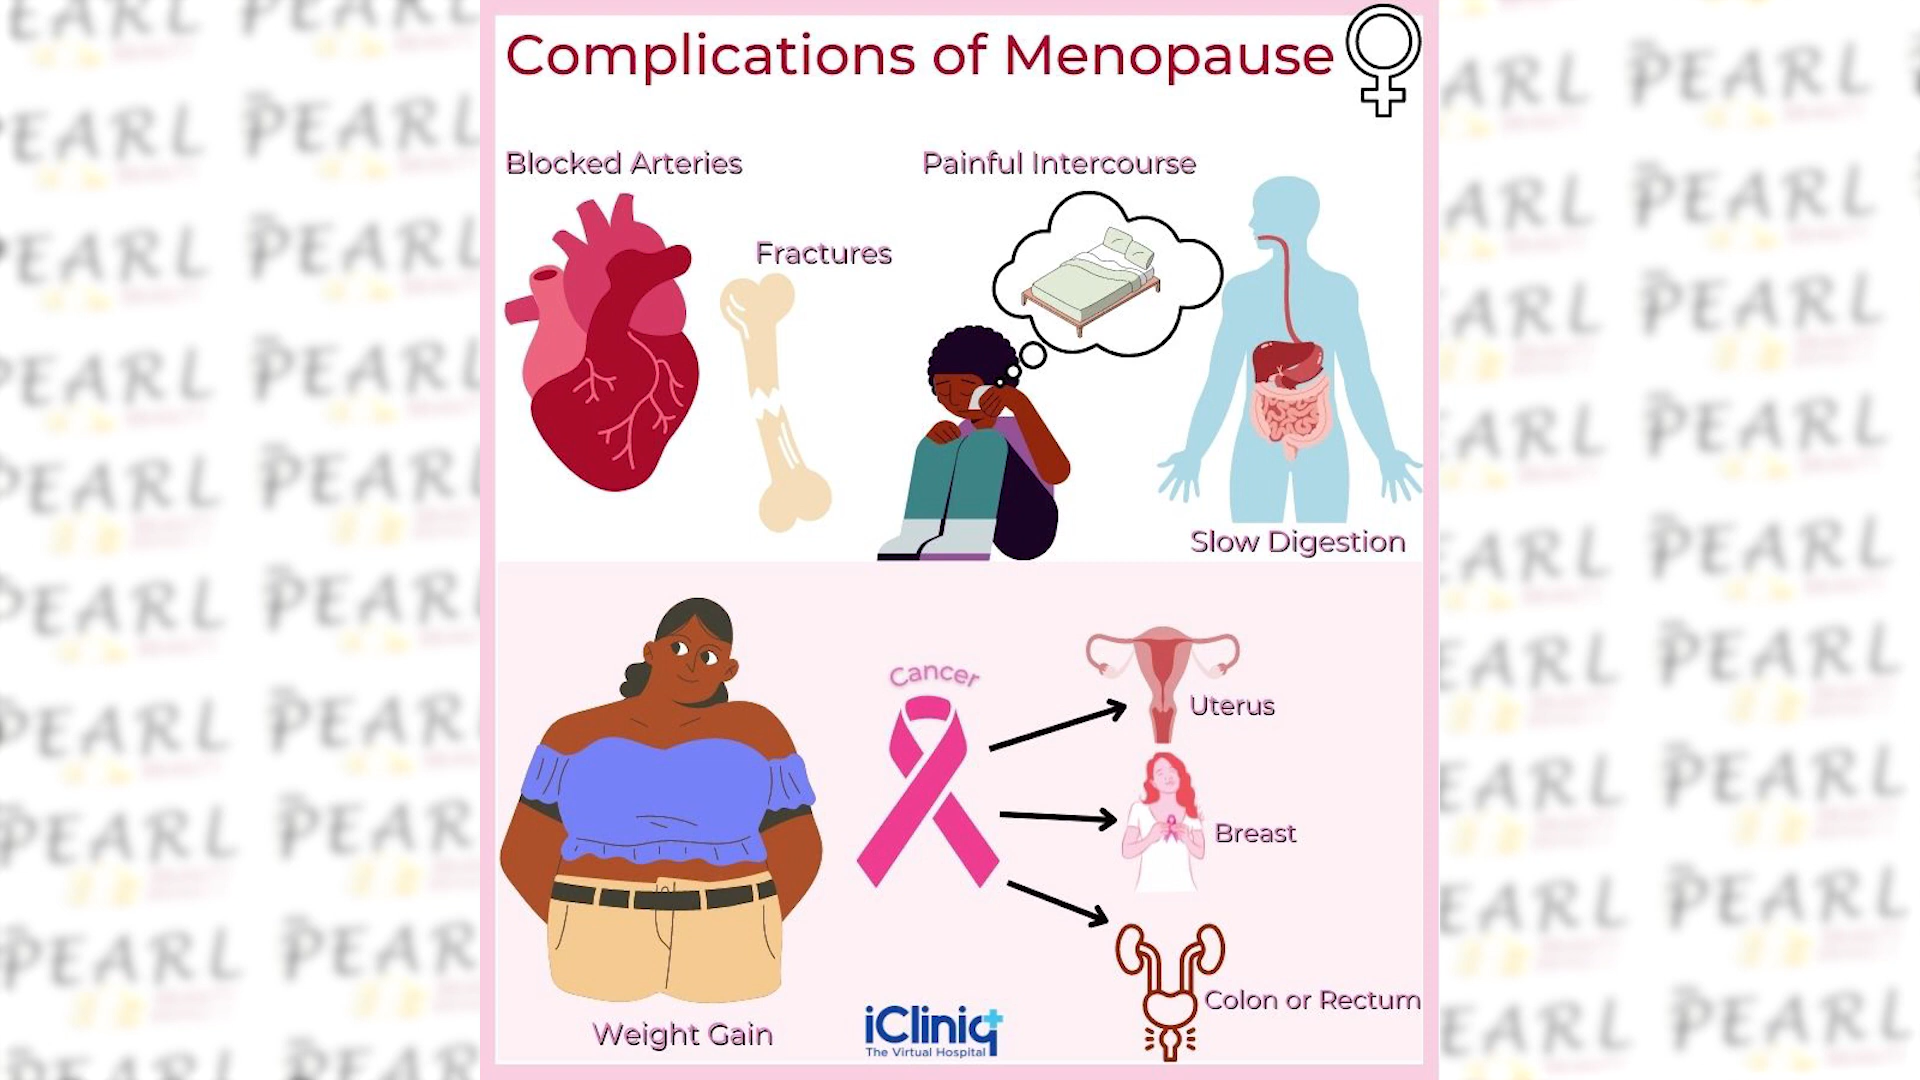 Complications of Menopause
Blocked Arteries
Painful Intercourse
Fractures
Slow Digestion
Cancer
Uterus
Breast
Colon or Rectum
Weight Gain
iCliniq
The Virtual Hospital
PEARL